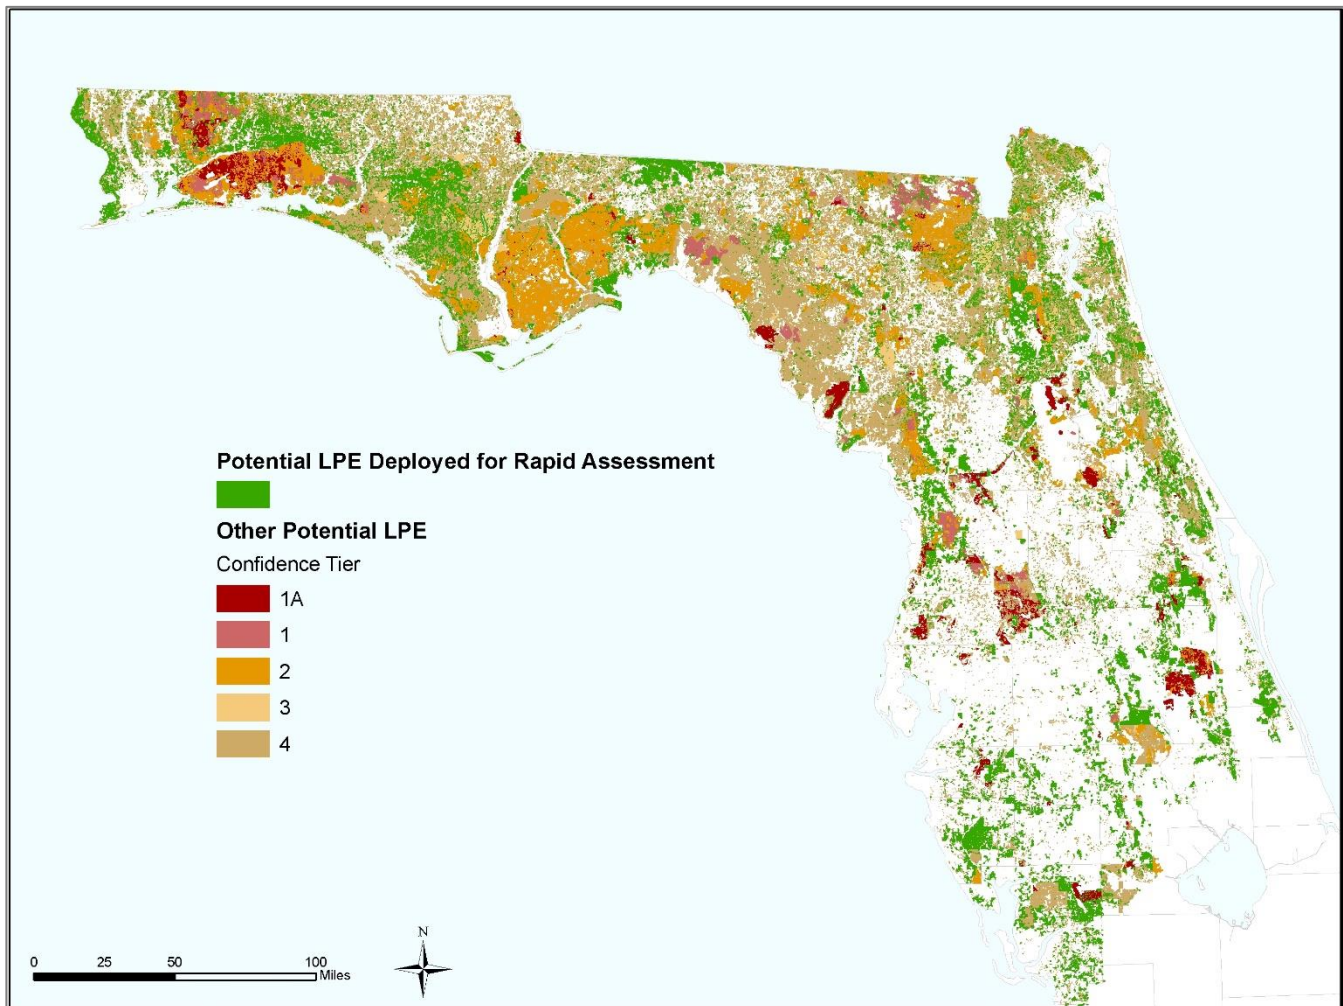 Potential LPE Deployed for Rapid Assessment
Other Potential LPE
Confidence Tier
1A
1
2
3
4
N
0 25 50 100
Miles